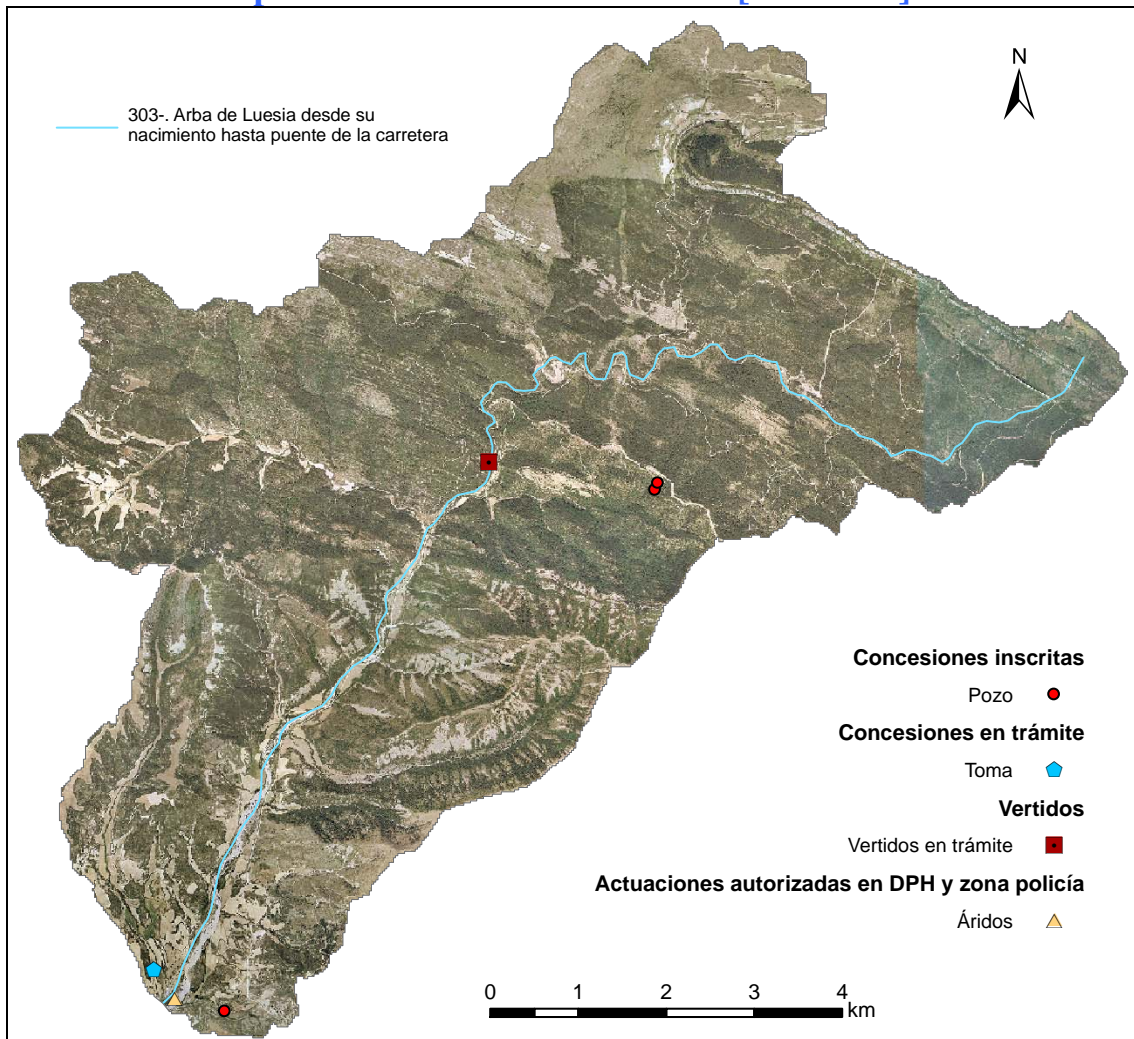 303-. Arba de Luesia desde su
nacimiento hasta puente de la carretera
N
Concesiones inscritas
Pozo
Concesiones en trámite
Toma
Vertidos
Vertidos en trámite
Actuaciones autorizadas en DPH y zona policía
Áridos
0 1 2 3 4
km